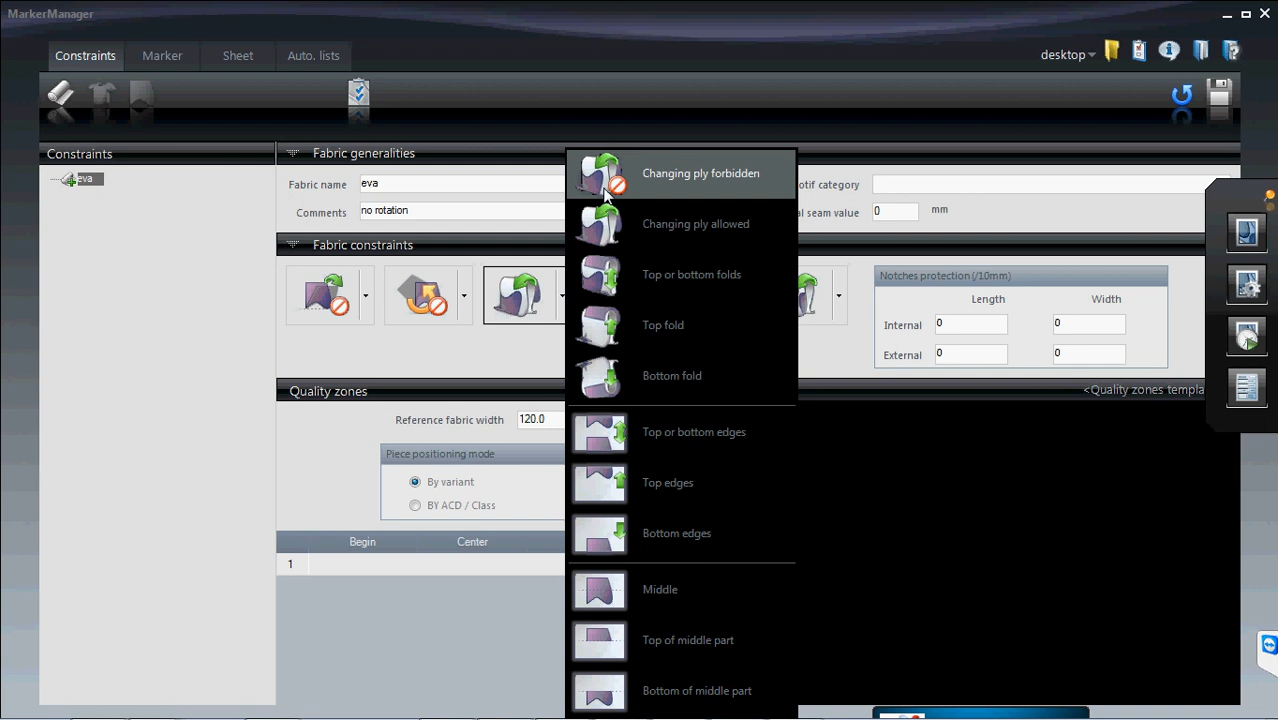 MarkerManager
Constraints
Marker
Sheet
Auto. lists
desktop
Constraints
eva
Fabric generalities
Fabric name
eva
otif category
Comments
no rotation
al seam value
0
mm
Fabric constraints
Notches protection (/10mm)
Length
Width
Internal
0
0
External
0
0
Quality zones
<Quality zones templa
Reference fabric width
120.0
Piece positioning mode
By variant
BY ACD / Class
Begin
Center
1
Changing ply forbidden
Changing ply allowed
Top or bottom folds
Top fold
Bottom fold
Top or bottom edges
Top edges
Bottom edges
Middle
Top of middle part
Bottom of middle part